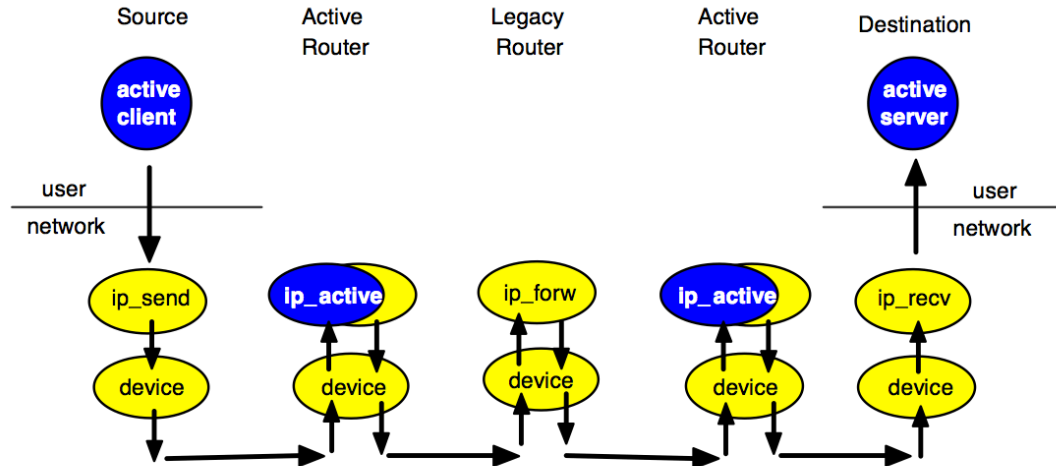 Source
Active
Router
Legacy
Router
Active
Router
Destination
active
client
active
server
user
network
user
network
ip_send
ip_active
ip_forw
ip_active
ip_recv
device
device
device
device
device